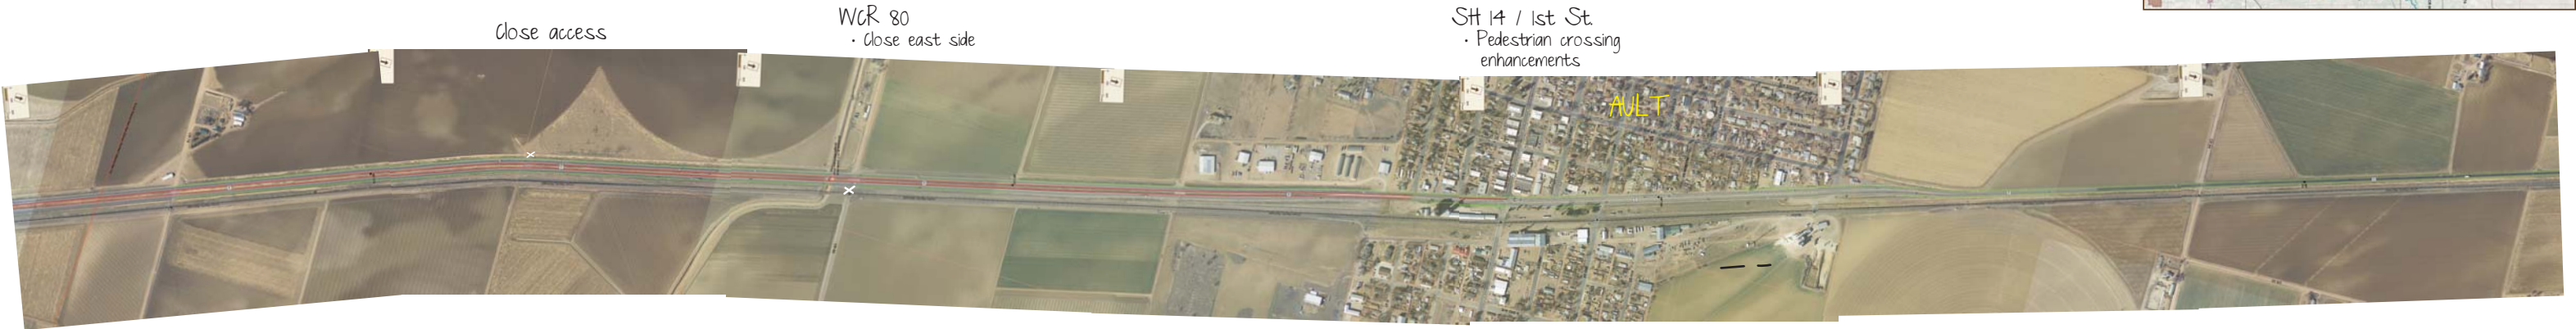 Close access
WCR 80
• Close east side
SH 14 / 1st St.
• Pedestrian crossing
enhancements
AULT